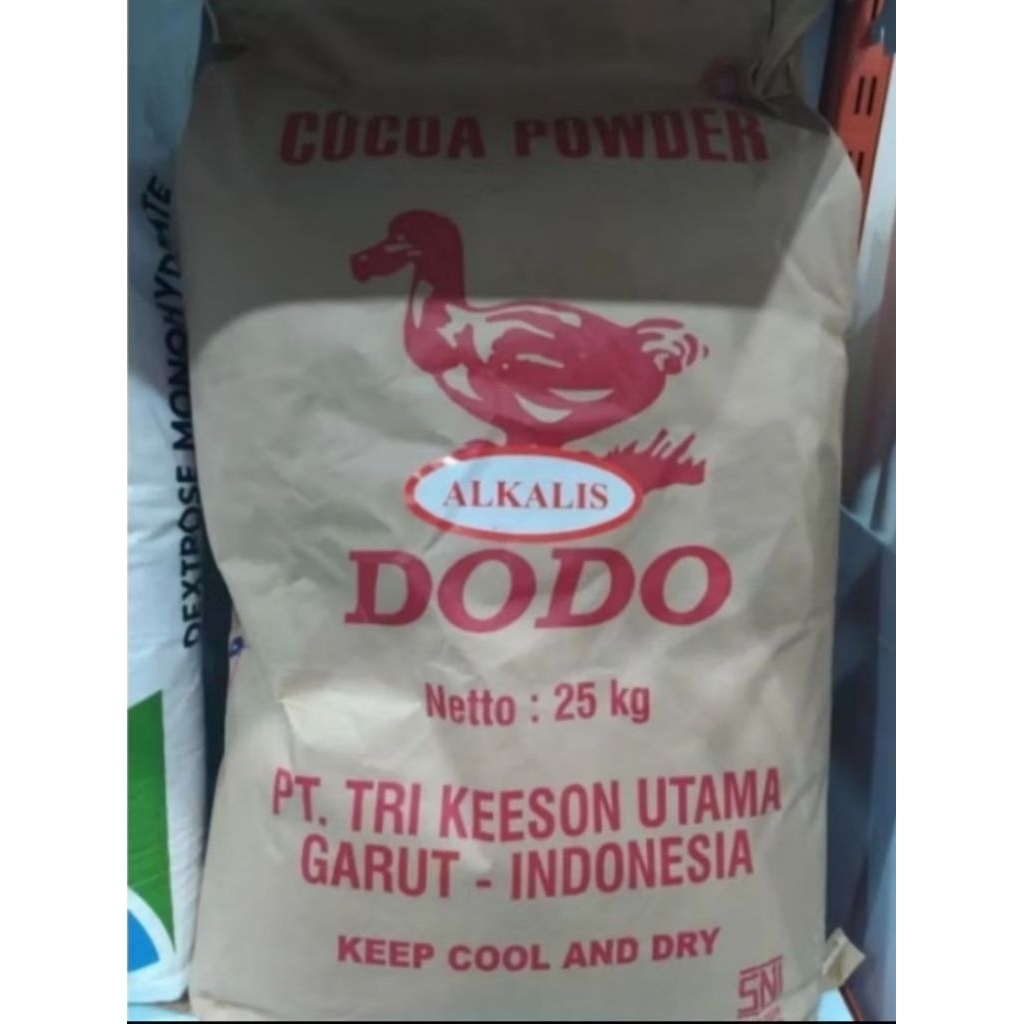 COCOA POWDER
ALKALIS
DODO
Netto : 25 kg
PT. TRI KEESON UTAMA
GARUT - INDONESIA
KEEP COOL AND DRY
SNI
DEXTROSE MONOHYDRATE